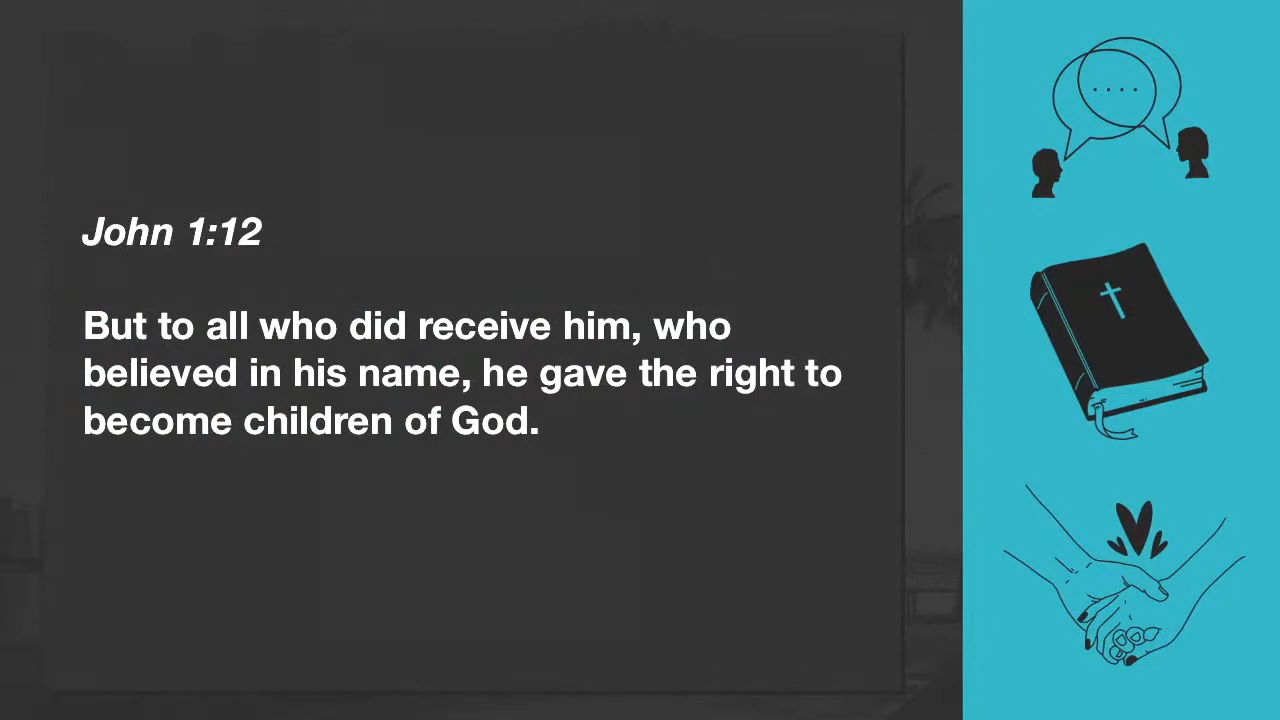 John 1:12
But to all who did receive him, who
believed in his name, he gave the right to
become children of God.